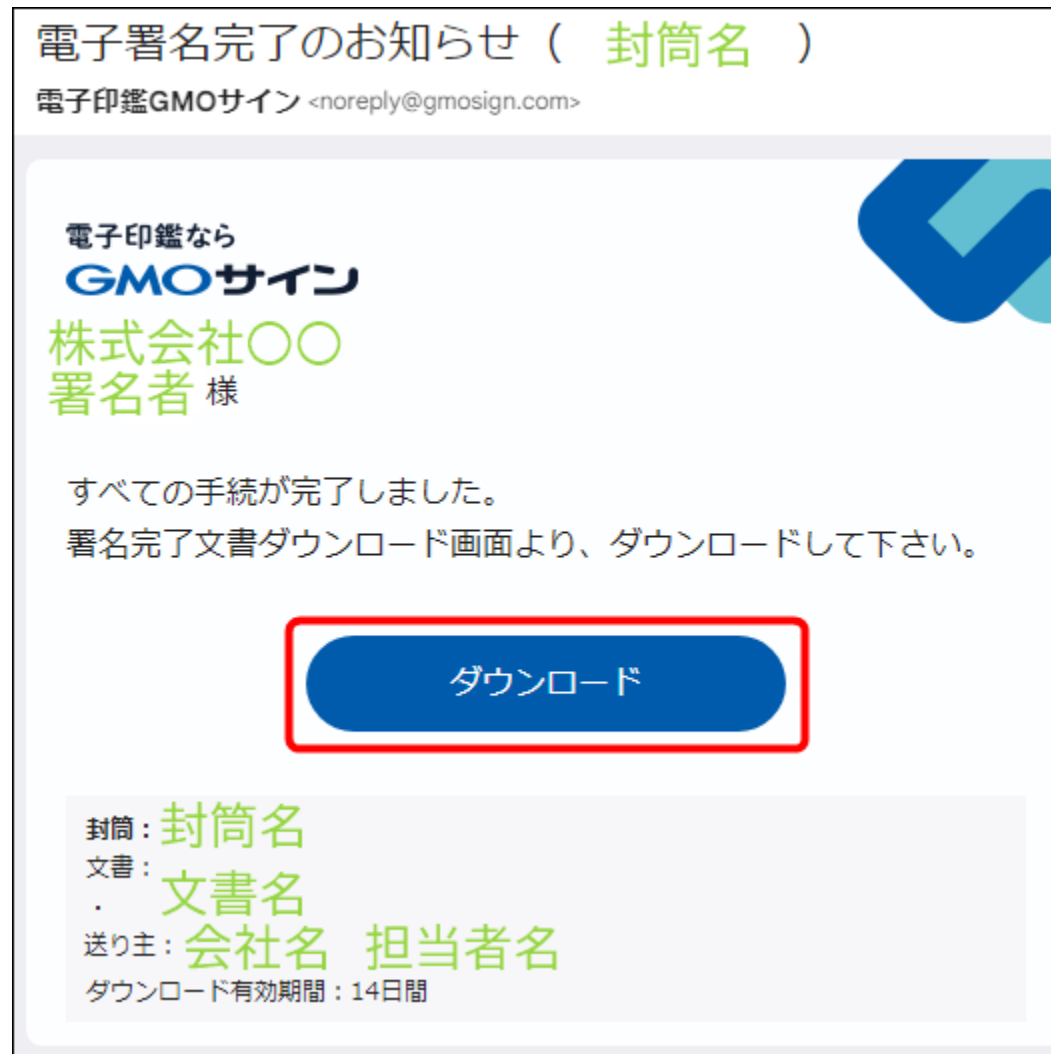 電子署名完了のお知らせ（ 封筒名 ）
電子印鑑GMOサイン <noreply@gmosign.com>
電子印鑑なら
GMOサイン
株式会社〇〇
署名者 様
すべての手続が完了しました。
署名完了文書ダウンロード画面より、ダウンロードして下さい。
ダウンロード
封筒：封筒名
文書：
・ 文書名
送り主：会社名 担当者名
ダウンロード有効期間：14日間